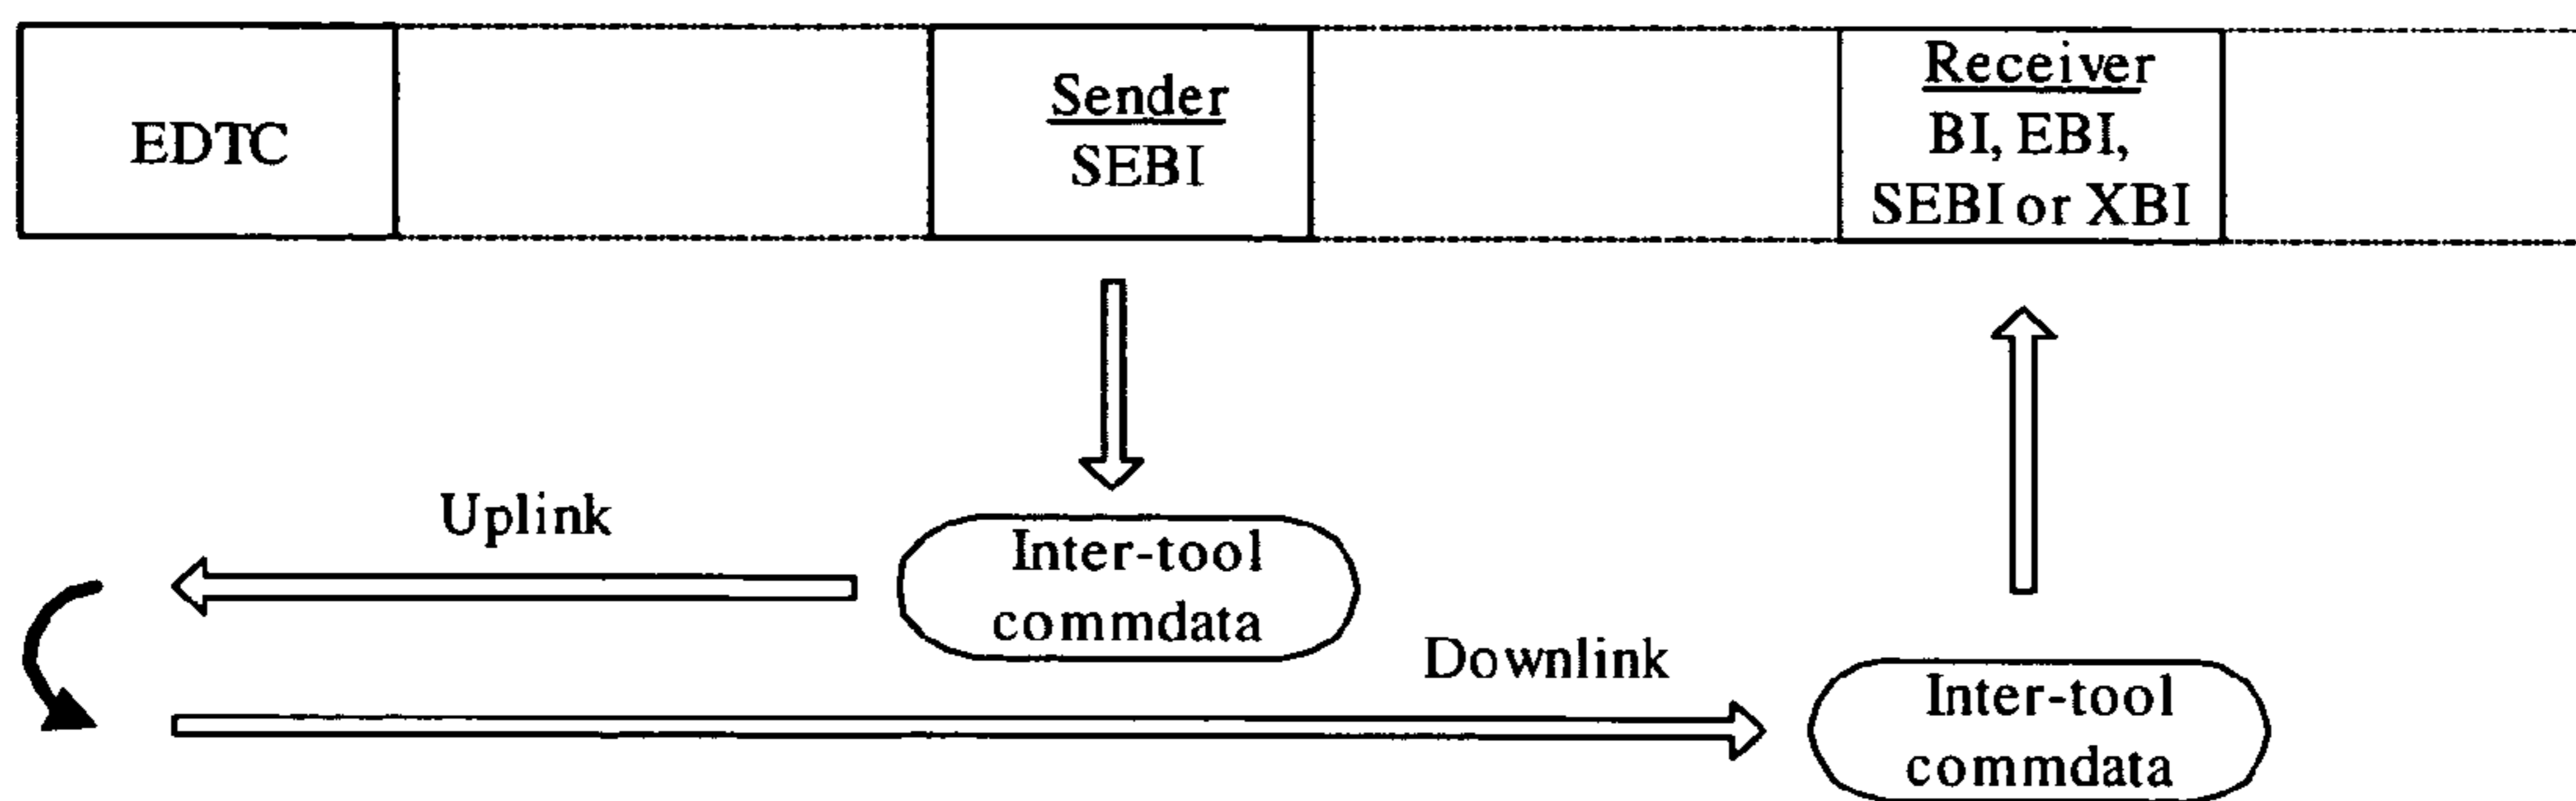 EDTC
Sender
SEBI
Receiver
BI, EBI,
SEBI or XBI
Uplink
Inter-tool
commdata
Downlink
Inter-tool
commdata